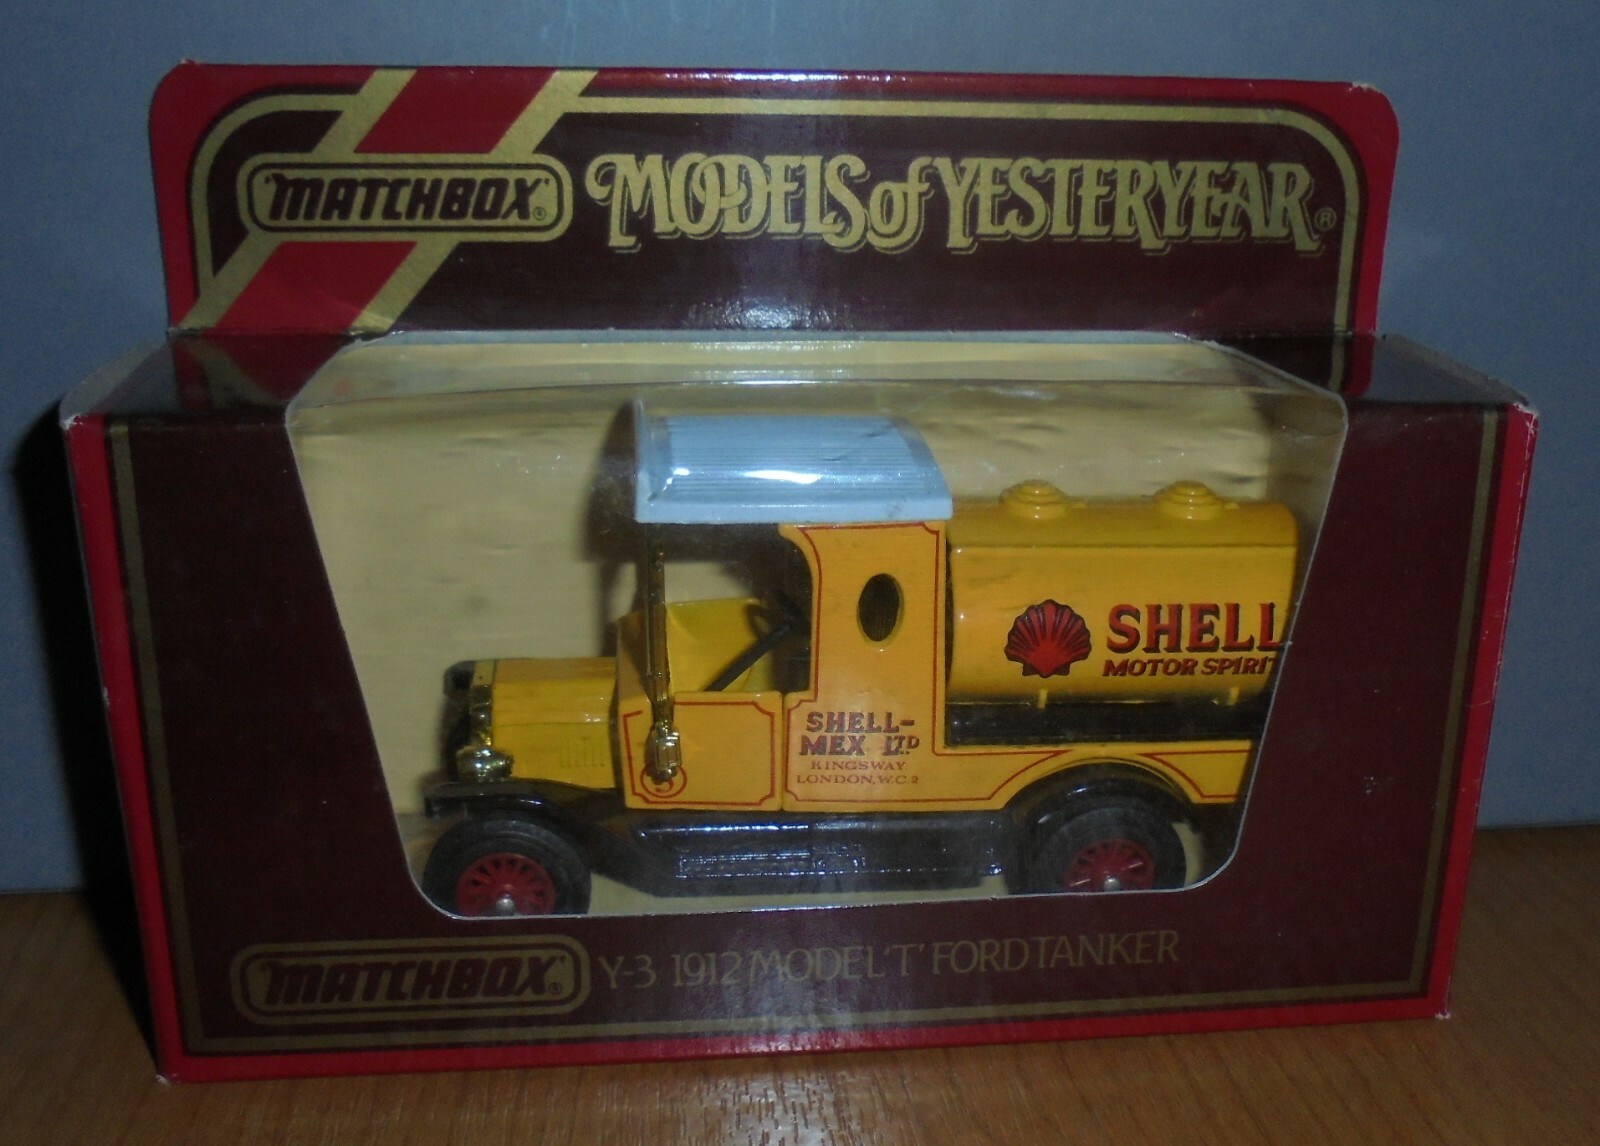 MATCHBOX®
MODELS of YESTERYEAR®
SHELL
MOTOR SPIRIT
SHELL-
MEX LTD
KINGSWAY
LONDON, W.C.2
5
MATCHBOX®
Y-3 1912 MODEL 'T' FORD TANKER